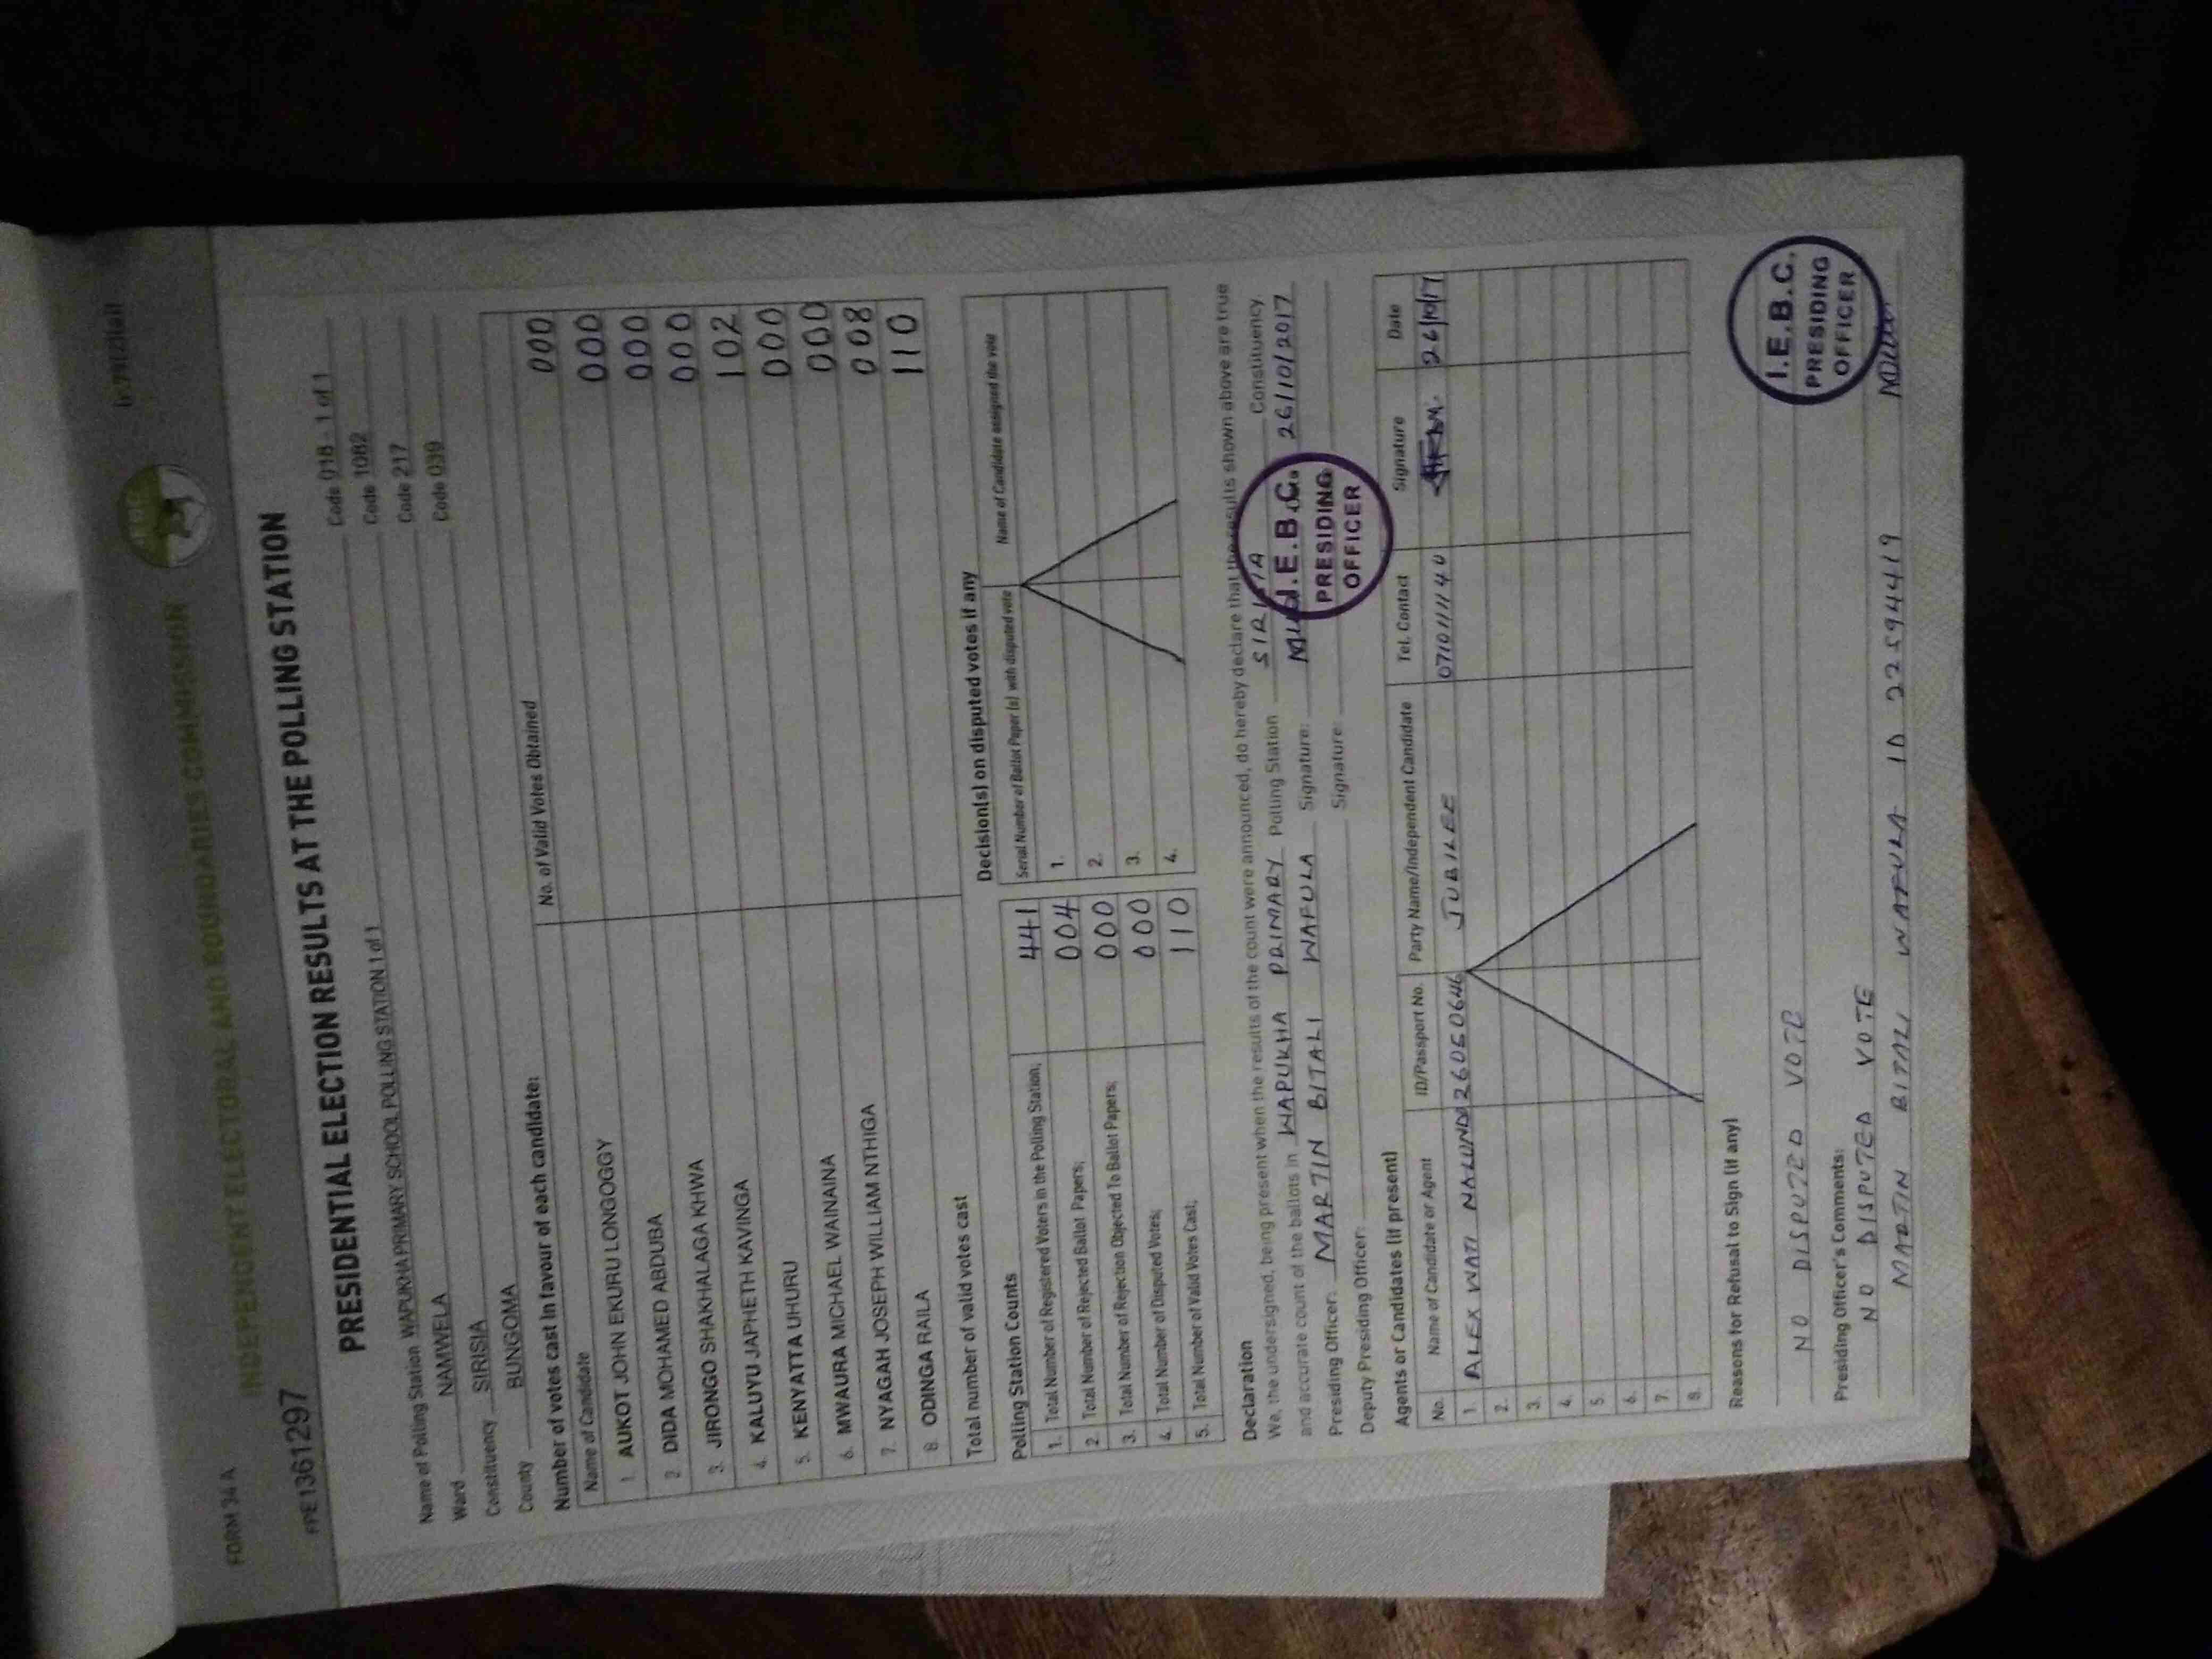 FORM 34A
INDEPENDENT ELECTORAL AND BOUNDARIES COMMISSION
FPE1361297
PRESIDENTIAL ELECTION RESULTS AT THE POLLING STATION
Name of Polling Station WAPUKHA PRIMARY SCHOOL POLLING STATION 1 of 1 Code 018 - 1 of 1
Ward NAMWELA Code 1082
Constituency SIRISIA Code 217
County BUNGOMA Code 039
Number of votes cast in favour of each candidate:
Name of Candidate No. of Valid Votes Obtained
1. AUKOT JOHN EKURU LONGOGGY 000
2. DIDA MOHAMED ABDUBA 000
3. JIRONGO SHAKHALAGA KHWA 000
4. KALUYU JAPHETH KAVINGA 000
5. KENYATTA UHURU 102
6. MWAURA MICHAEL WAINAINA 000
7. NYAGAH JOSEPH WILLIAM NTHIGA 000
8. ODINGA RAILA 008
Total number of valid votes cast 110
Polling Station Counts
1. Total Number of Registered Voters in the Polling Station; 441
2. Total Number of Rejected Ballot Papers; 004
3. Total Number of Rejection Objected To Ballot Papers; 000
4. Total Number of Disputed Votes; 000
5. Total Number of Valid Votes Cast; 110
Decision(s) on disputed votes if any
Serial Number of Ballot Paper (s) with disputed vote Name of Candidate assigned the vote
1.
2.
3.
4.
Declaration
We, the undersigned, being present when the results of the count were announced, do hereby declare that the results shown above are true
and accurate count of the ballots in WAPUKHA PRIMARY Polling Station SIRISIA Constituency.
Presiding Officer: MARTIN BITALI WAFULA Signature: 26/10/2017
Deputy Presiding Officer: Signature:
I.E.B.C.
PRESIDING
OFFICER
Agents or Candidates (if present)
No. Name of Candidate or Agent ID/Passport No. Party Name/Independent Candidate Tel. Contact Signature Date
1. ALEX WATI JUBILEE 26/10/17
2.
3.
4.
5.
6.
7.
8.
Reasons for Refusal to Sign (if any)
NO DISPUTED VOTE
Presiding Officer's Comments:
NO DISPUTED VOTE
MARTIN BITALI WAFULA ID 22594419
I.E.B.C.
PRESIDING
OFFICER